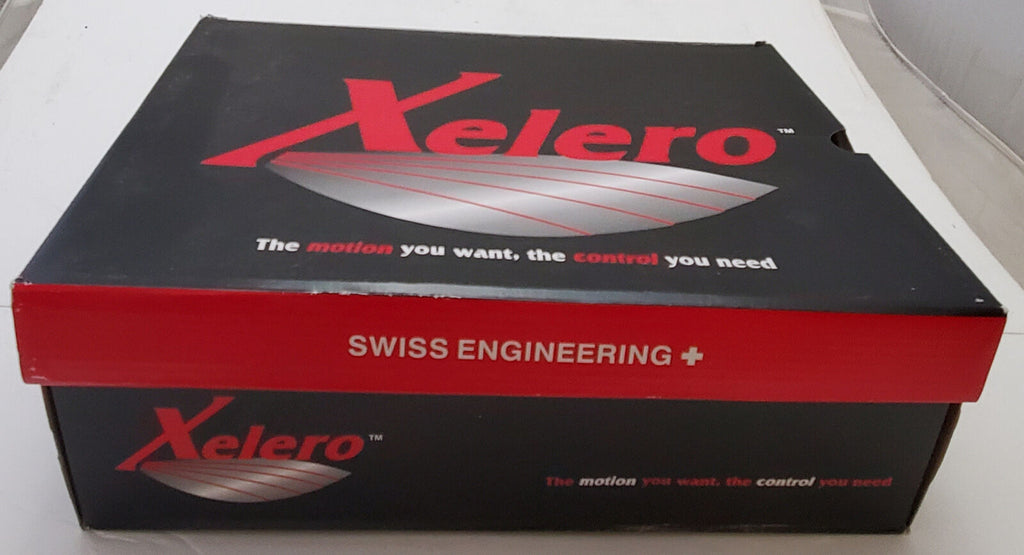 Xelero™
The motion you want, the control you need
SWISS ENGINEERING ✚
Xelero™
The motion you want, the control you need